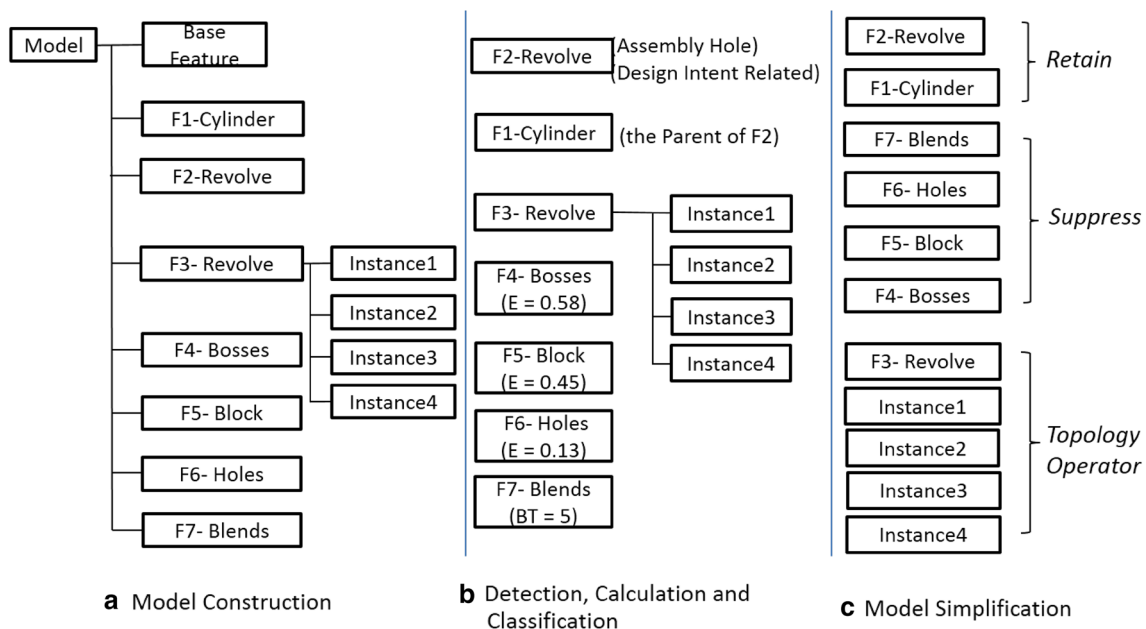 Model
Base
Feature
F1-Cylinder
F2-Revolve
F3- Revolve
Instance1
Instance2
Instance3
Instance4
F4- Bosses
F5- Block
F6- Holes
F7- Blends
a Model Construction
F2-Revolve
(Assembly Hole)
(Design Intent Related)
F1-Cylinder
(the Parent of F2)
F3- Revolve
Instance1
Instance2
Instance3
Instance4
F4- Bosses
(E = 0.58)
F5- Block
(E = 0.45)
F6- Holes
(E = 0.13)
F7- Blends
(BT = 5)
b Detection, Calculation and
Classification
F2-Revolve
F1-Cylinder
Retain
F7- Blends
F6- Holes
F5- Block
F4- Bosses
Suppress
F3- Revolve
Instance1
Instance2
Instance3
Instance4
Topology
Operator
c Model Simplification